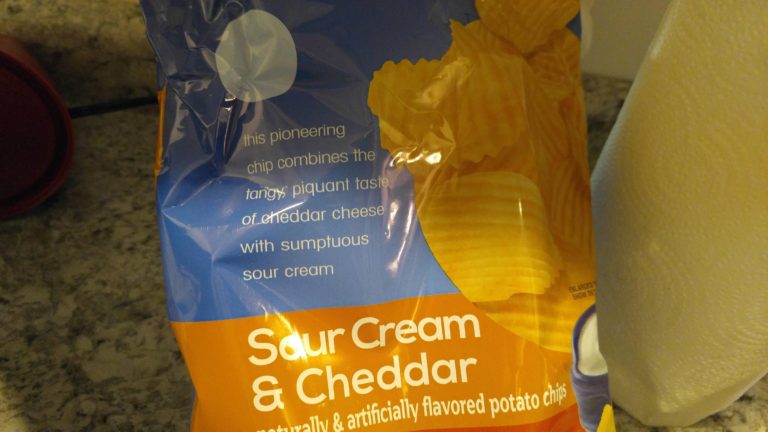 this pioneering
chip combines the
tangy, piquant taste
of cheddar cheese
with sumptuous
sour cream
Sour Cream
& Cheddar
naturally & artificially flavored potato chips